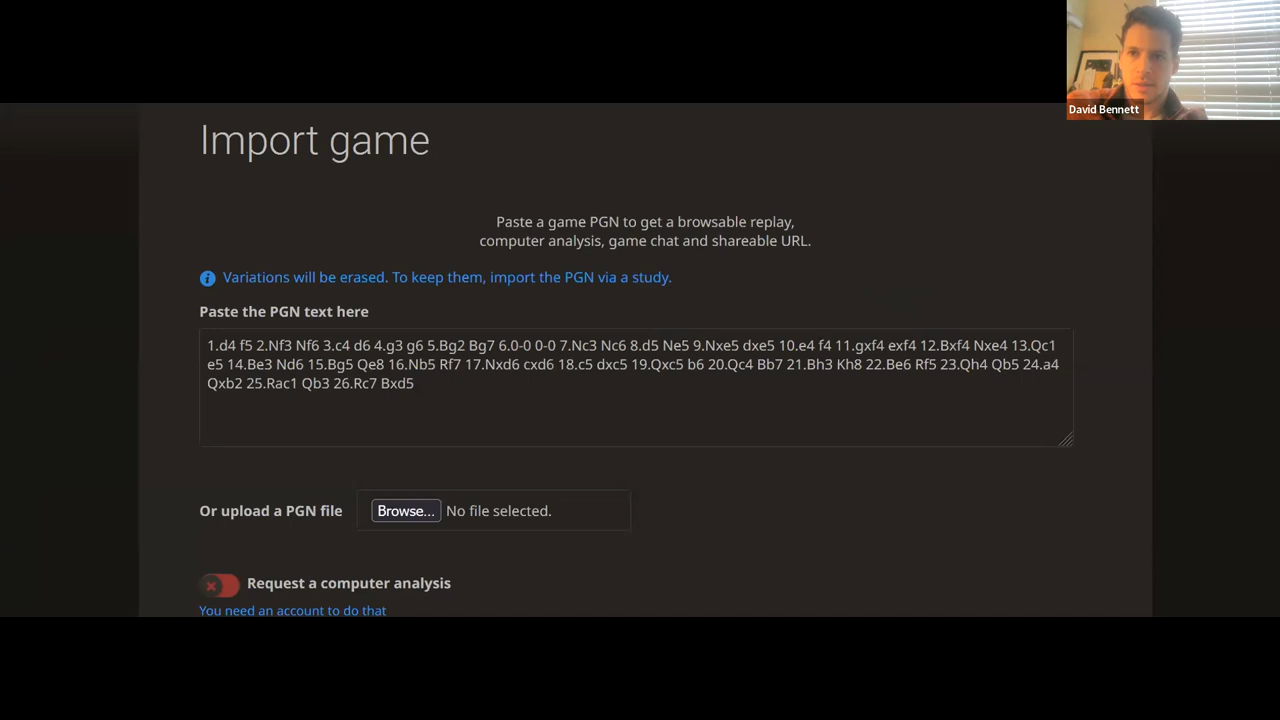 David Bennett
Import game
Paste a game PGN to get a browsable replay,
computer analysis, game chat and shareable URL.
Variations will be erased. To keep them, import the PGN via a study.
Paste the PGN text here
1.d4 f5 2.Nf3 Nf6 3.c4 d6 4.g3 g6 5.Bg2 Bg7 6.0-0 0-0 7.Nc3 Nc6 8.d5 Ne5 9.Nxe5 dxe5 10.e4 f4 11.gxf4 exf4 12.Bxf4 Nxe4 13.Qc1
e5 14.Be3 Nd6 15.Bg5 Qe8 16.Nb5 Rf7 17.Nxd6 cxd6 18.c5 dxc5 19.Qxc5 b6 20.Qc4 Bb7 21.Bh3 Kh8 22.Be6 Rf5 23.Qh4 Qb5 24.a4
Qxb2 25.Rac1 Qb3 26.Rc7 Bxd5
Or upload a PGN file
Browse... No file selected.
Request a computer analysis
You need an account to do that